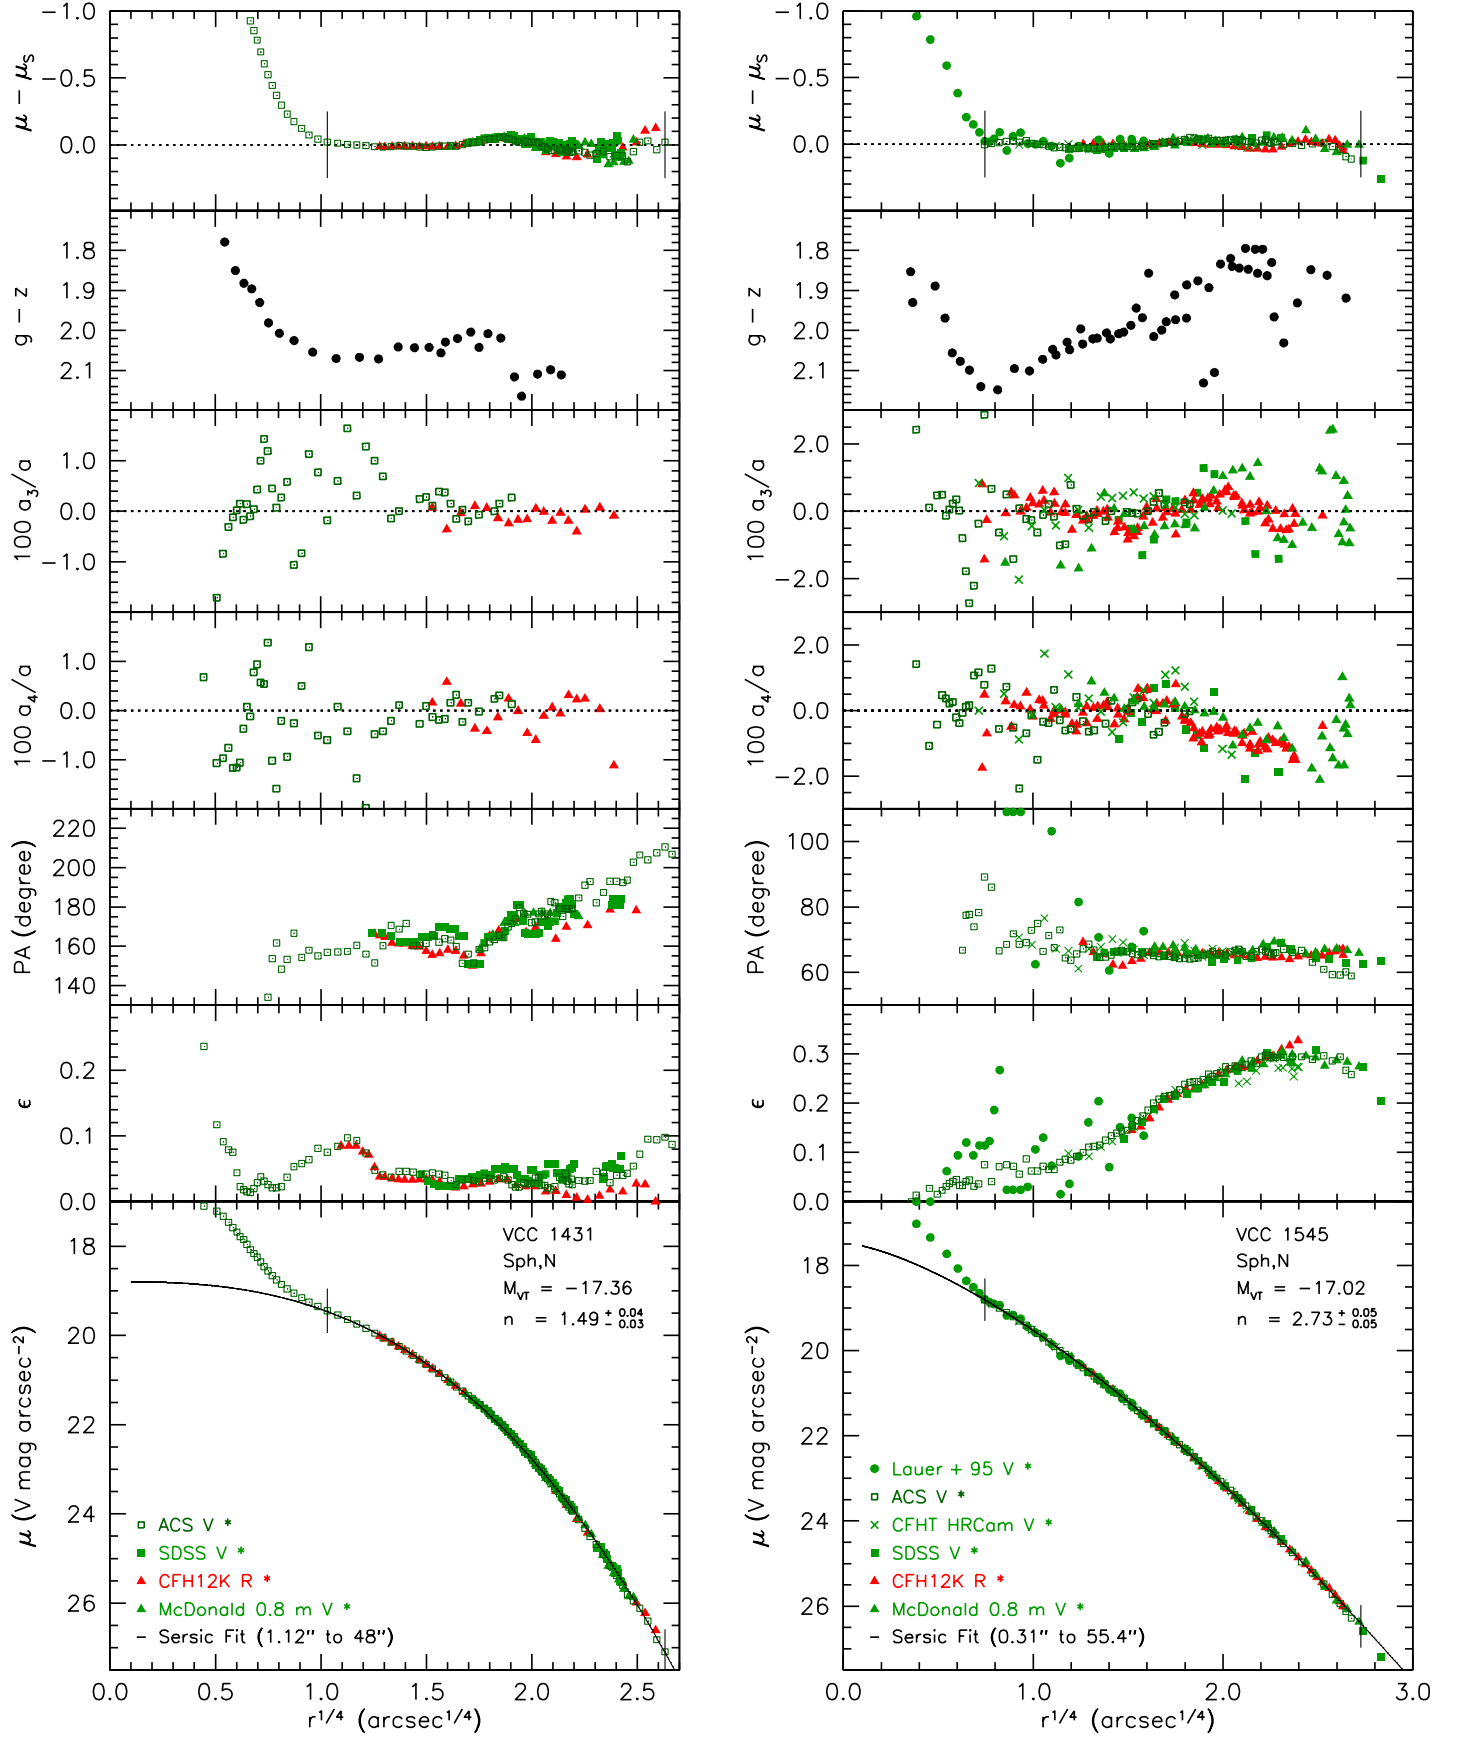 μ − μS
−1.0
−0.5
0.0
g − z
1.8
1.9
2.0
2.1
100 a3/a
1.0
0.0
−1.0
100 a4/a
1.0
0.0
−1.0
PA (degree)
220
200
180
160
140
ϵ
0.2
0.1
0.0
μ (V mag arcsec−2)
18
20
22
24
26
VCC 1431
Sph,N
MVT = −17.36
n = 1.49 + 0.04 − 0.03
ACS V *
SDSS V *
CFH12K R *
McDonald 0.8 m V *
– Sersic Fit (1.12″ to 48″)
0.0 0.5 1.0 1.5 2.0 2.5
r1/4 (arcsec1/4)
μ − μS
−1.0
−0.5
0.0
g − z
1.8
1.9
2.0
2.1
100 a3/a
2.0
0.0
−2.0
100 a4/a
2.0
0.0
−2.0
PA (degree)
100
80
60
ϵ
0.3
0.2
0.1
0.0
μ (V mag arcsec−2)
18
20
22
24
26
VCC 1545
Sph,N
MVT = −17.02
n = 2.73 + 0.05 − 0.05
Lauer + 95 V *
ACS V *
CFHT HRCam V *
SDSS V *
CFH12K R *
McDonald 0.8 m V *
– Sersic Fit (0.31″ to 55.4″)
0.0 1.0 2.0 3.0
r1/4 (arcsec1/4)